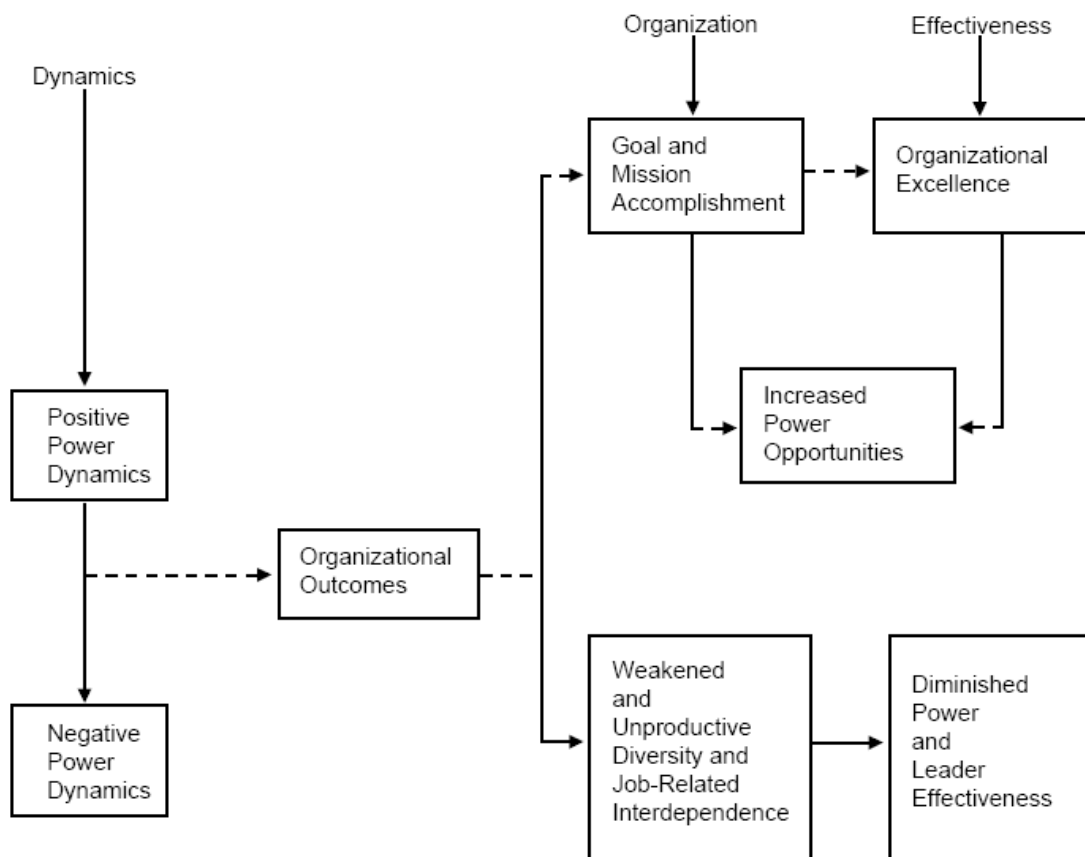 Organization
Effectiveness
Dynamics
Goal and
Mission
Accomplishment
Organizational
Excellence
Positive
Power
Dynamics
Increased
Power
Opportunities
Organizational
Outcomes
Negative
Power
Dynamics
Weakened
and
Unproductive
Diversity and
Job-Related
Interdependence
Diminished
Power
and
Leader
Effectiveness